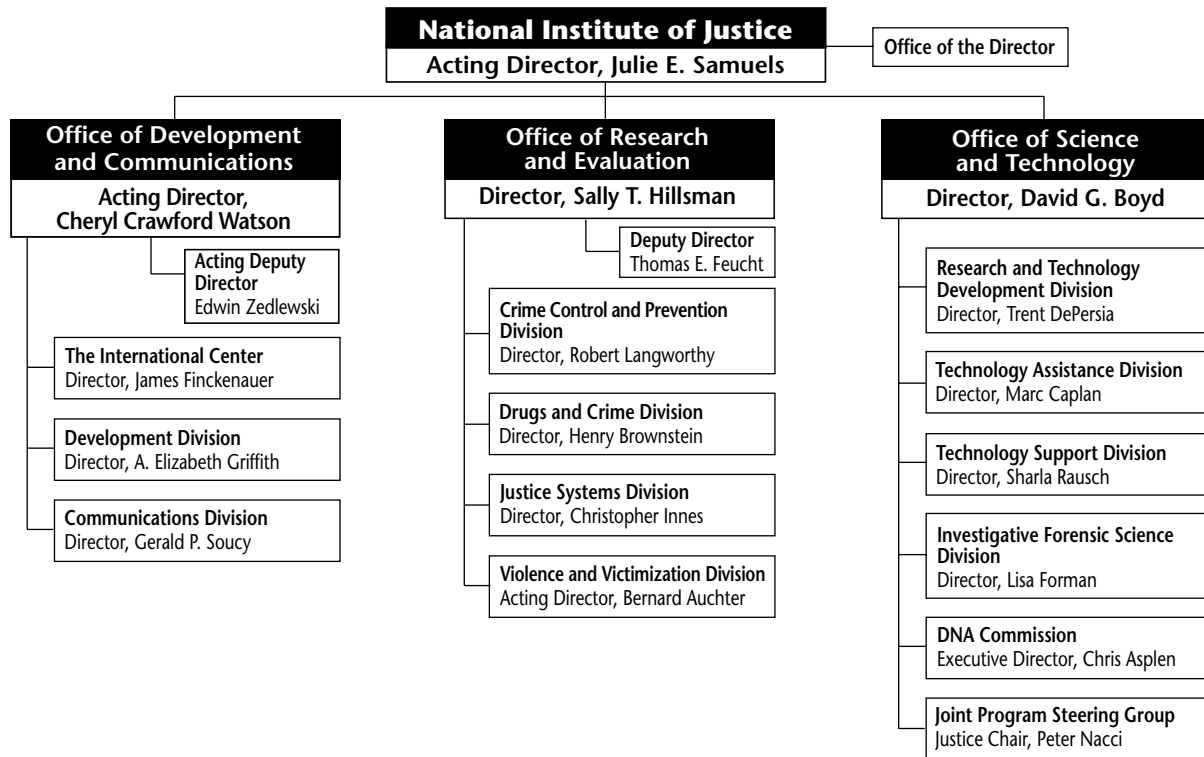 National Institute of Justice
Acting Director, Julie E. Samuels
Office of the Director
Office of Development
and Communications
Acting Director,
Cheryl Crawford Watson
Acting Deputy
Director
Edwin Zedlewski
The International Center
Director, James Finckenauer
Development Division
Director, A. Elizabeth Griffith
Communications Division
Director, Gerald P. Soucy
Office of Research
and Evaluation
Director, Sally T. Hillsman
Deputy Director
Thomas E. Feucht
Crime Control and Prevention
Division
Director, Robert Langworthy
Drugs and Crime Division
Director, Henry Brownstein
Justice Systems Division
Director, Christopher Innes
Violence and Victimization Division
Acting Director, Bernard Auchter
Office of Science
and Technology
Director, David G. Boyd
Research and Technology
Development Division
Director, Trent DePersia
Technology Assistance Division
Director, Marc Caplan
Technology Support Division
Director, Sharla Rausch
Investigative Forensic Science
Division
Director, Lisa Forman
DNA Commission
Executive Director, Chris Asplen
Joint Program Steering Group
Justice Chair, Peter Nacci